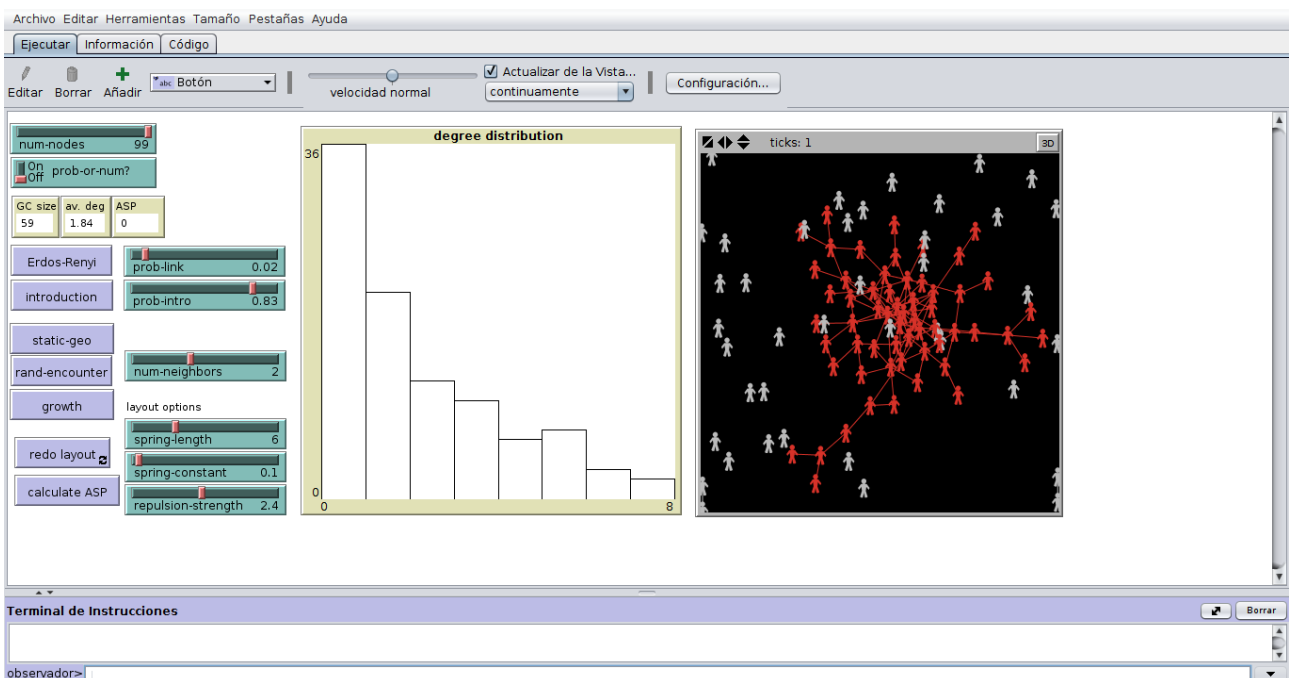 Archivo Editar Herramientas Tamaño Pestañas Ayuda
Ejecutar Información Código
Editar Borrar Añadir abc Botón velocidad normal Actualizar de la Vista... continuamente Configuración...
num-nodes 99
On
Off prob-or-num?
GC size av. deg ASP
59 1.84 0
Erdos-Renyi
prob-link 0.02
introduction
prob-intro 0.83
static-geo
rand-encounter
num-neighbors 2
growth
layout options
spring-length 6
redo layout
spring-constant 0.1
calculate ASP
repulsion-strength 2.4
degree distribution
36
0
0 8
ticks: 1 3D
Terminal de Instrucciones Borrar
observador>